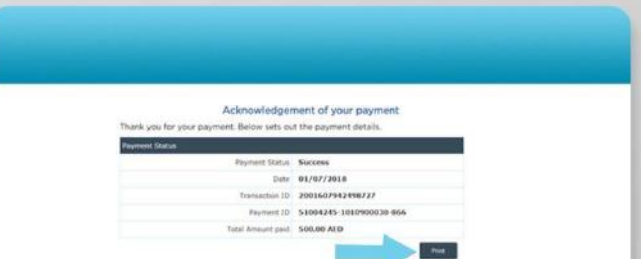 Acknowledgement of your payment
Thank you for your payment. Below sets out the payment details.
Payment Status
Payment Status Success
Date 01/07/2018
Transaction ID 2001607942498727
Payment ID 51004245-1010900030-866
Total Amount paid 500.00 AED
Print